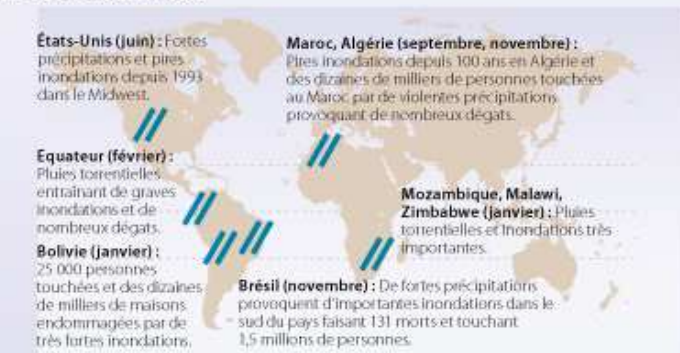 États-Unis (juin) : Fortes
précipitations et pires
inondations depuis 1993
dans le Midwest.
Maroc, Algérie (septembre, novembre) :
Pires inondations depuis 100 ans en Algérie et
des dizaines de milliers de personnes touchées
au Maroc par de violentes précipitations
provoquant de nombreux dégats.
Equateur (février) :
Pluies torrentielles
entraînant de graves
inondations et de
nombreux dégats.
Mozambique, Malawi,
Zimbabwe (janvier) : Pluies
torrentielles et Inondations très
importantes.
Bolivie (janvier) :
25 000 personnes
touchées et des dizaines
de milliers de maisons
endommagées par de
très fortes inondations.
Brésil (novembre) : De fortes précipitations
provoquent d'importantes inondations dans le
sud du pays faisant 131 morts et touchant
1,5 millions de personnes.